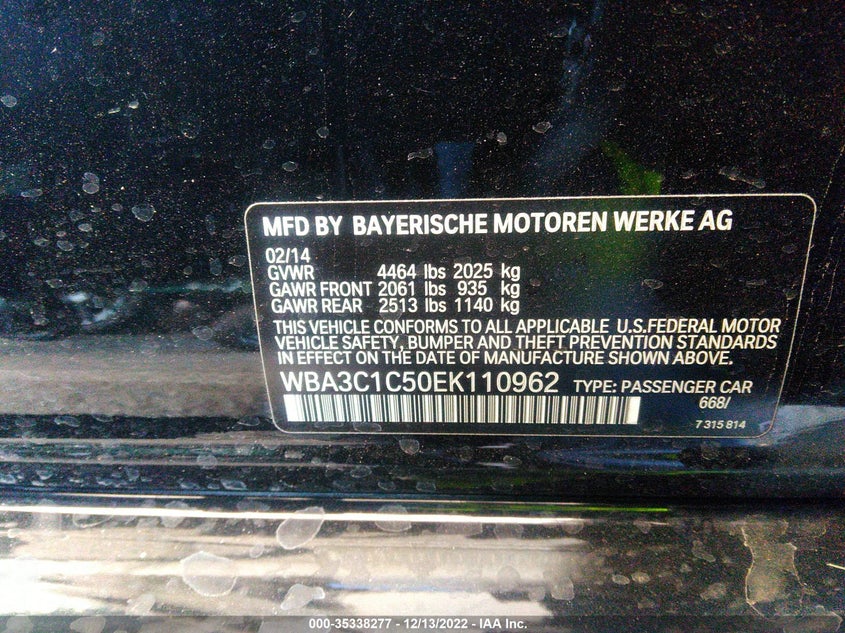 MFD BY BAYERISCHE MOTOREN WERKE AG
02/14
GVWR 4464 lbs 2025 kg
GAWR FRONT 2061 lbs 935 kg
GAWR REAR 2513 lbs 1140 kg
THIS VEHICLE CONFORMS TO ALL APPLICABLE U.S.FEDERAL MOTOR
VEHICLE SAFETY, BUMPER AND THEFT PREVENTION STANDARDS
IN EFFECT ON THE DATE OF MANUFACTURE SHOWN ABOVE.
WBA3C1C50EK110962 TYPE: PASSENGER CAR
668/
7 315 814
000-35338277 - 12/13/2022 - IAA Inc.